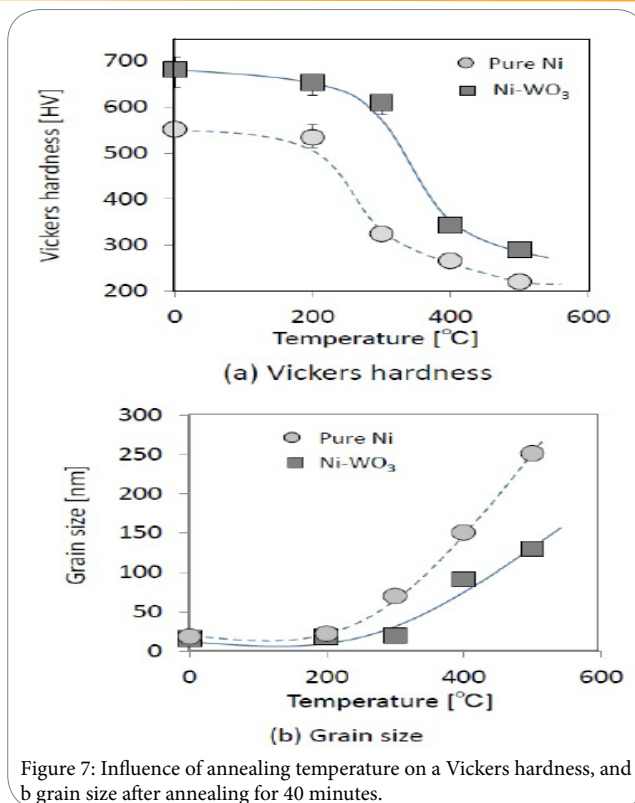 700
600
500
400
300
200
Vickers hardness [HV]
Pure Ni
Ni-WO₃
0 200 400 600
Temperature [°C]
(a) Vickers hardness
300
250
200
150
100
50
0
Grain size [nm]
Pure Ni
Ni-WO₃
0 200 400 600
Temperature [°C]
(b) Grain size
Figure 7: Influence of annealing temperature on a Vickers hardness, and
b grain size after annealing for 40 minutes.